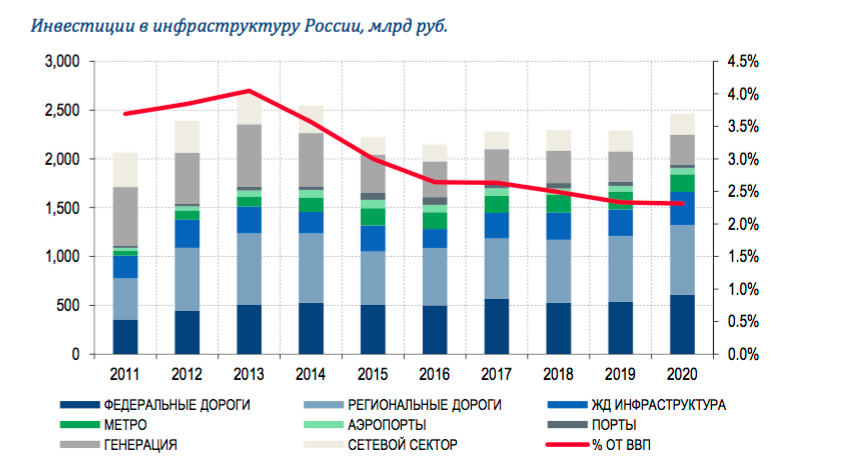 Инвестиции в инфраструктуру России, млрд руб.
3,000 4.5%
4.0%
2,500 3.5%
2,000 3.0%
2.5%
1,500 2.0%
1,000 1.5%
1.0%
500 0.5%
0 0.0%
2011 2012 2013 2014 2015 2016 2017 2018 2019 2020
ФЕДЕРАЛЬНЫЕ ДОРОГИ РЕГИОНАЛЬНЫЕ ДОРОГИ ЖД ИНФРАСТРУКТУРА
МЕТРО АЭРОПОРТЫ ПОРТЫ
ГЕНЕРАЦИЯ СЕТЕВОЙ СЕКТОР % ОТ ВВП